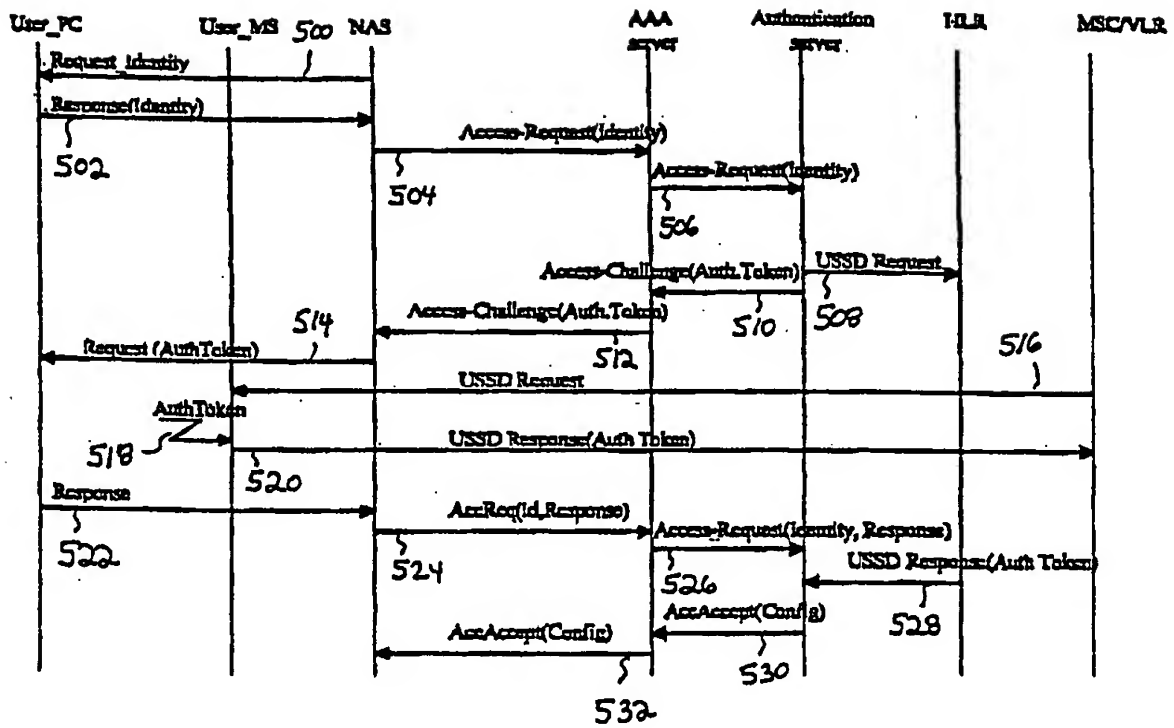 User_PC
User_MS
500
NAS
AAA
server
Authentication
server
HLR
MSC/VLR
Request_Identity
Response(Identity)
502
Access-Request(Identity)
504
Access-Request(Identity)
506
USSD Request
508
Access-Challenge(Auth.Token)
510
Access-Challenge(Auth.Token)
512
514
Request (AuthToken)
516
USSD Request
AuthToken
518
USSD Response(Auth Token)
520
Response
522
AccReq(Id,Response)
524
Access-Request(Identity, Response)
526
USSD Response(Auth Token)
528
AccAccept(Config)
530
AccAccept(Config)
532